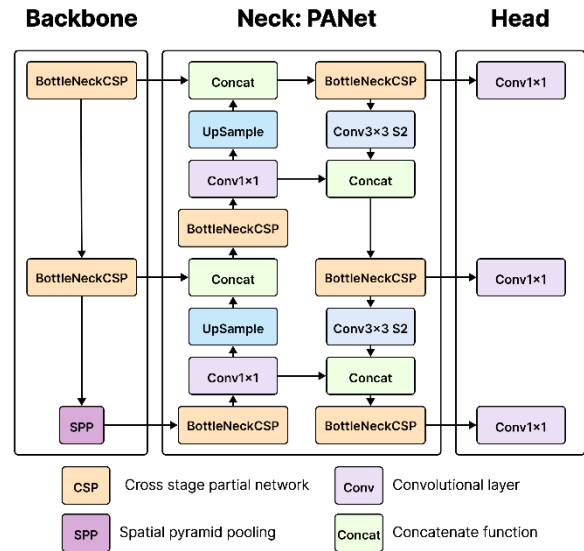 Backbone
Neck: PANet
Head
BottleNeckCSP
Concat
BottleNeckCSP
Conv1×1
UpSample
Conv3×3 S2
Conv1×1
Concat
BottleNeckCSP
BottleNeckCSP
Concat
BottleNeckCSP
Conv1×1
UpSample
Conv3×3 S2
Conv1×1
Concat
SPP
BottleNeckCSP
BottleNeckCSP
Conv1×1
CSP
Cross stage partial network
Conv
Convolutional layer
SPP
Spatial pyramid pooling
Concat
Concatenate function